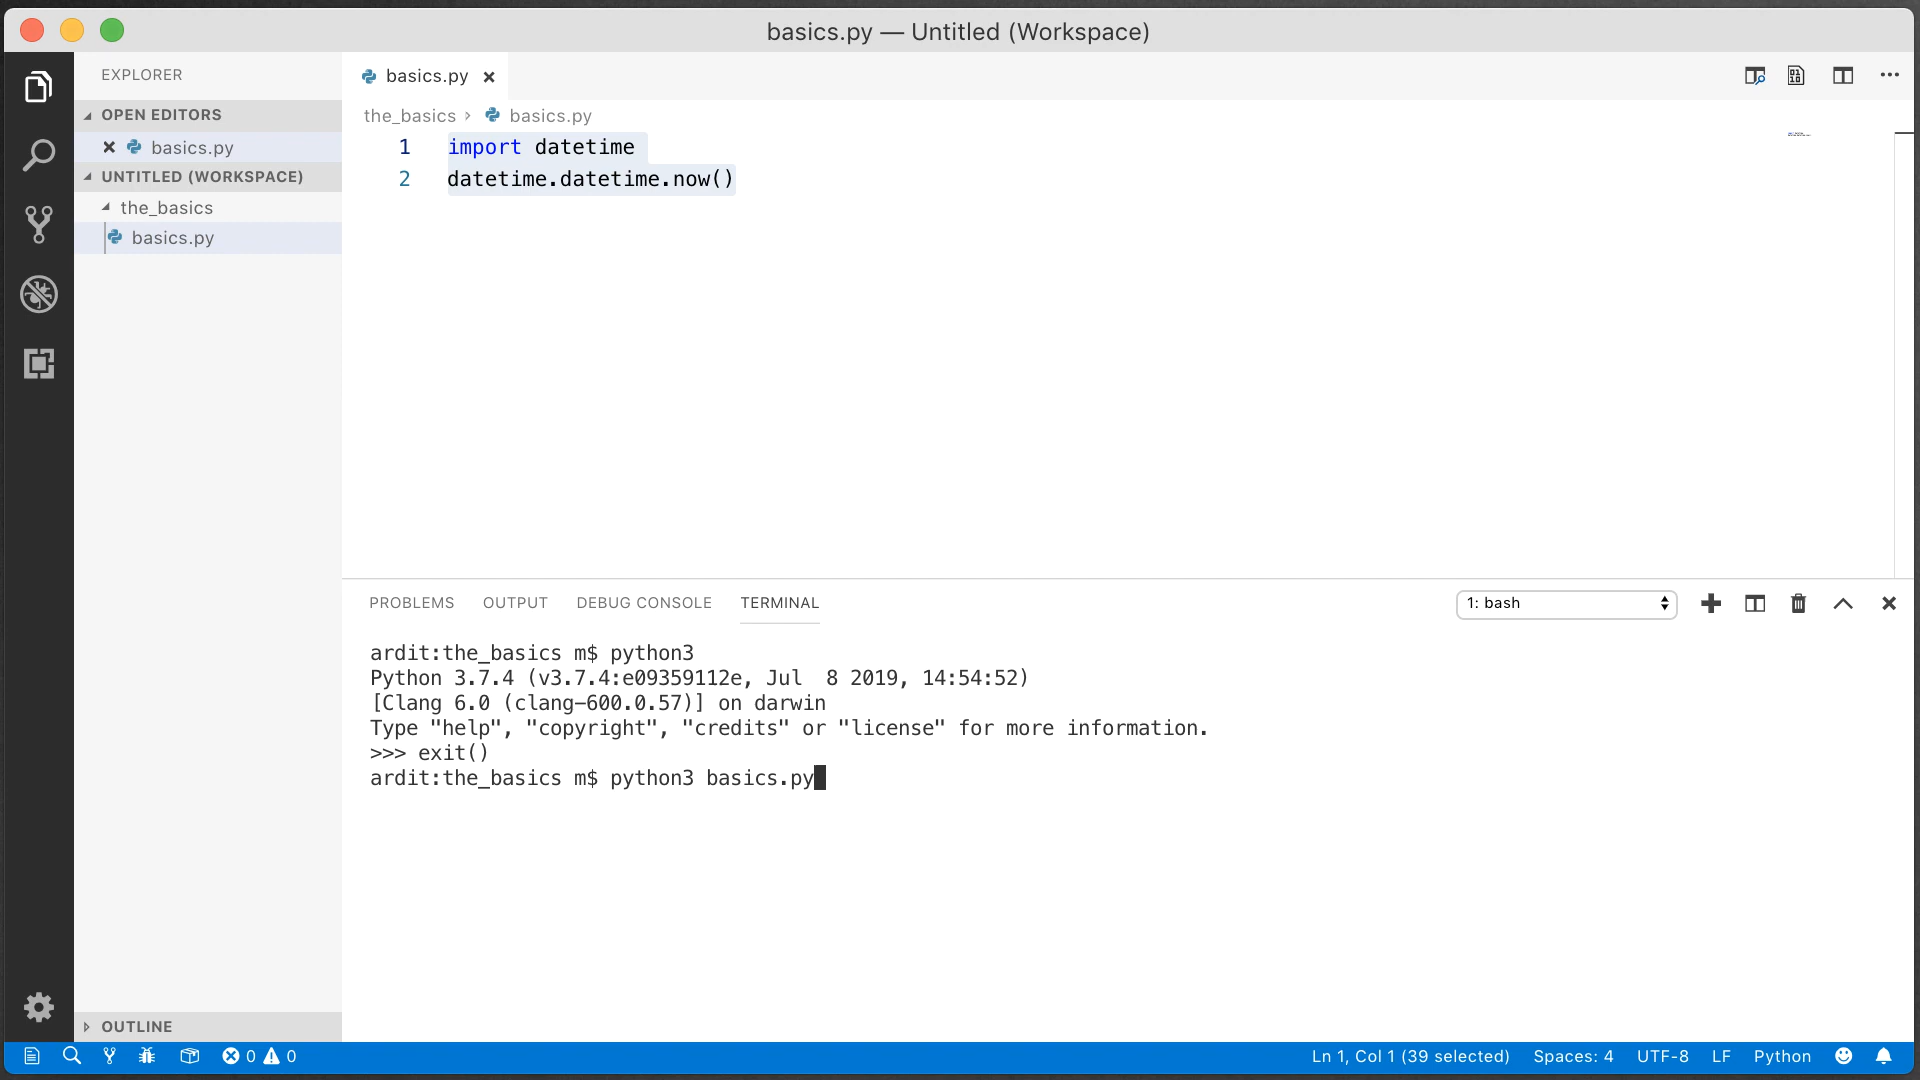 basics.py — Untitled (Workspace)
EXPLORER
OPEN EDITORS
basics.py
UNTITLED (WORKSPACE)
the_basics
basics.py
OUTLINE
basics.py
the_basics › basics.py
1 import datetime
2 datetime.datetime.now()
PROBLEMS OUTPUT DEBUG CONSOLE TERMINAL
1: bash
ardit:the_basics m$ python3
Python 3.7.4 (v3.7.4:e09359112e, Jul  8 2019, 14:54:52)
[Clang 6.0 (clang-600.0.57)] on darwin
Type "help", "copyright", "credits" or "license" for more information.
>>> exit()
ardit:the_basics m$ python3 basics.py
0 0
Ln 1, Col 1 (39 selected) Spaces: 4 UTF-8 LF Python